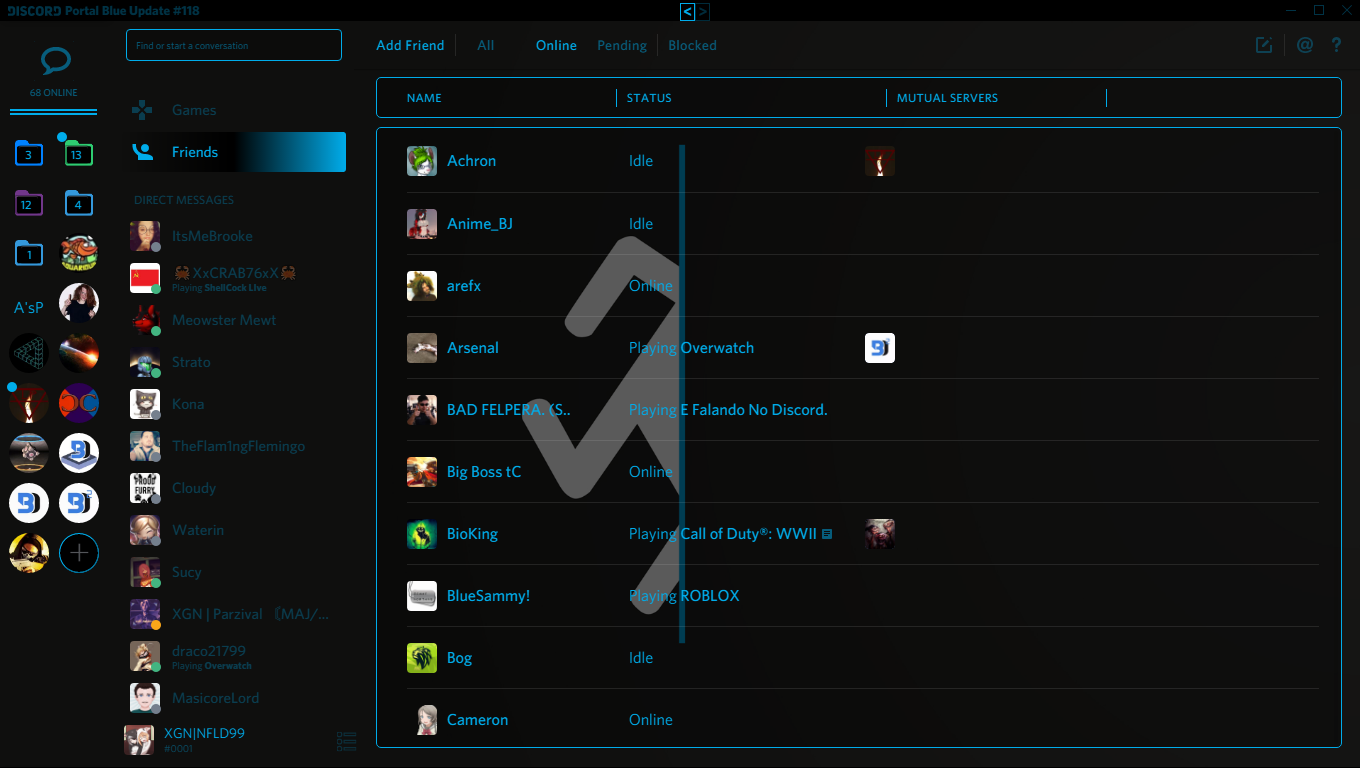 DISCORD Portal Blue Update #118
< >
Find or start a conversation
Add Friend All Online Pending Blocked
@ ?
68 ONLINE
NAME STATUS MUTUAL SERVERS
Games
Friends
3 13
12 4
1
A'sP
DIRECT MESSAGES
ItsMeBrooke
🦀XxCRAB76xX🦀
Playing ShellCock LIve
Meowster Mewt
Strato
Kona
TheFlam1ngFlemingo
Cloudy
PROUD FURRY
Waterin
Sucy
XGN | Parzival 〘MAJ/...
draco21799
Playing Overwatch
MasicoreLord
XGN|NFLD99
#0001
Achron Idle
Anime_BJ Idle
arefx Online
Arsenal Playing Overwatch
BAD FELPERA. (S.. Playing E Falando No Discord.
Big Boss tC Online
BioKing Playing Call of Duty®: WWII
BlueSammy! Playing ROBLOX
Bog Idle
Cameron Online